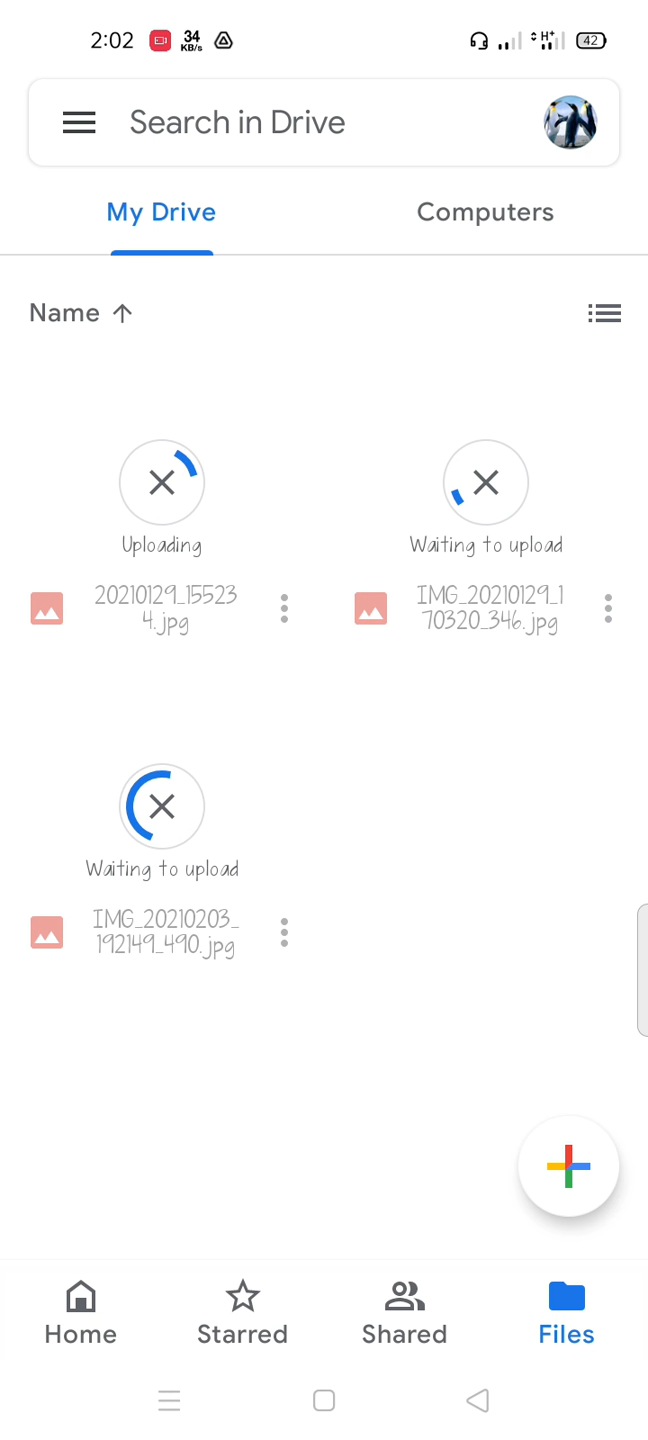 2:02 34 KB/s H+ 42
Search in Drive
My Drive Computers
Name
Uploading Waiting to upload
20210129_15523 IMG_20210129_1
4.jpg 70320_346.jpg
Waiting to upload
IMG_20210203_
192149_490.jpg
Home Starred Shared Files